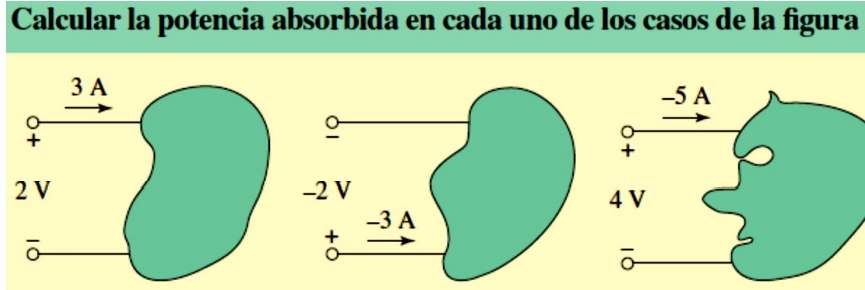 Calcular la potencia absorbida en cada uno de los casos de la figura
3 A
+
2 V
–
–
–2 V
+
–3 A
–5 A
+
4 V
–